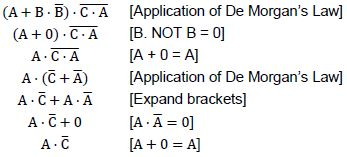 (A + B · B̅) · C̅ ̅·̅ ̅A̅ [Application of De Morgan's Law]
(A + 0) · C̅ ̅·̅ ̅A̅ [B. NOT B = 0]
A · C̅ ̅·̅ ̅A̅ [A + 0 = A]
A · (C̅ + A̅) [Application of De Morgan's Law]
A · C̅ + A · A̅ [Expand brackets]
A · C̅ + 0 [A · A̅ = 0]
A · C̅ [A + 0 = A]